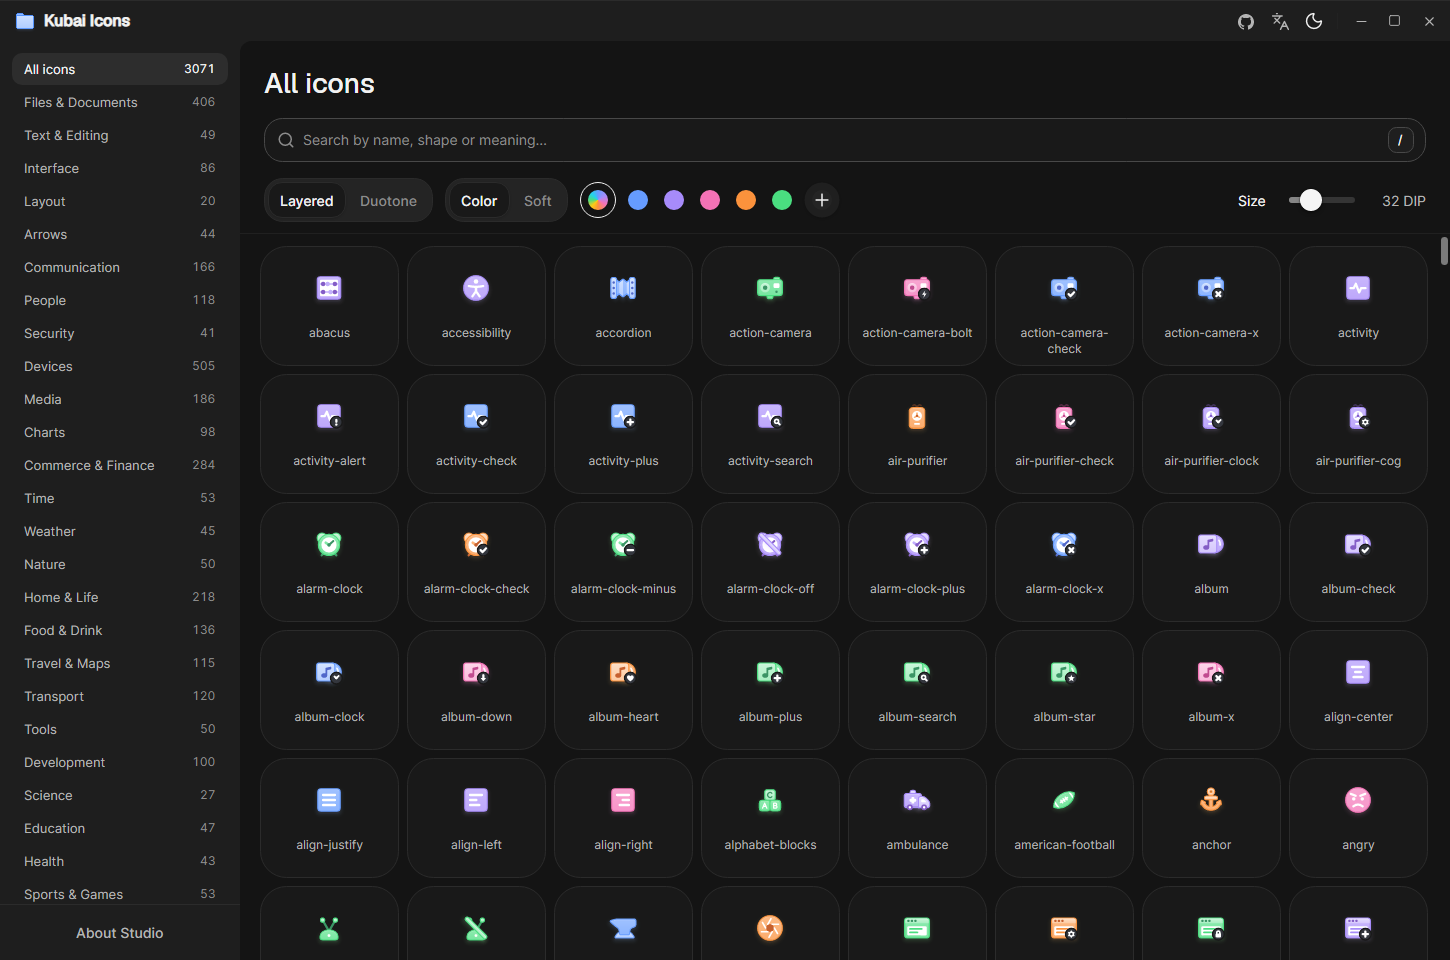 Kubai Icons
All icons 3071
Files & Documents 406
Text & Editing 49
Interface 86
Layout 20
Arrows 44
Communication 166
People 118
Security 41
Devices 505
Media 186
Charts 98
Commerce & Finance 284
Time 53
Weather 45
Nature 50
Home & Life 218
Food & Drink 136
Travel & Maps 115
Transport 120
Tools 50
Development 100
Science 27
Education 47
Health 43
Sports & Games 53
About Studio
All icons
Search by name, shape or meaning... /
Layered Duotone Color Soft Size 32 DIP
abacus accessibility accordion action-camera action-camera-bolt action-camera-check action-camera-x activity
activity-alert activity-check activity-plus activity-search air-purifier air-purifier-check air-purifier-clock air-purifier-cog
alarm-clock alarm-clock-check alarm-clock-minus alarm-clock-off alarm-clock-plus alarm-clock-x album album-check
album-clock album-down album-heart album-plus album-search album-star album-x align-center
align-justify align-left align-right alphabet-blocks ambulance american-football anchor angry